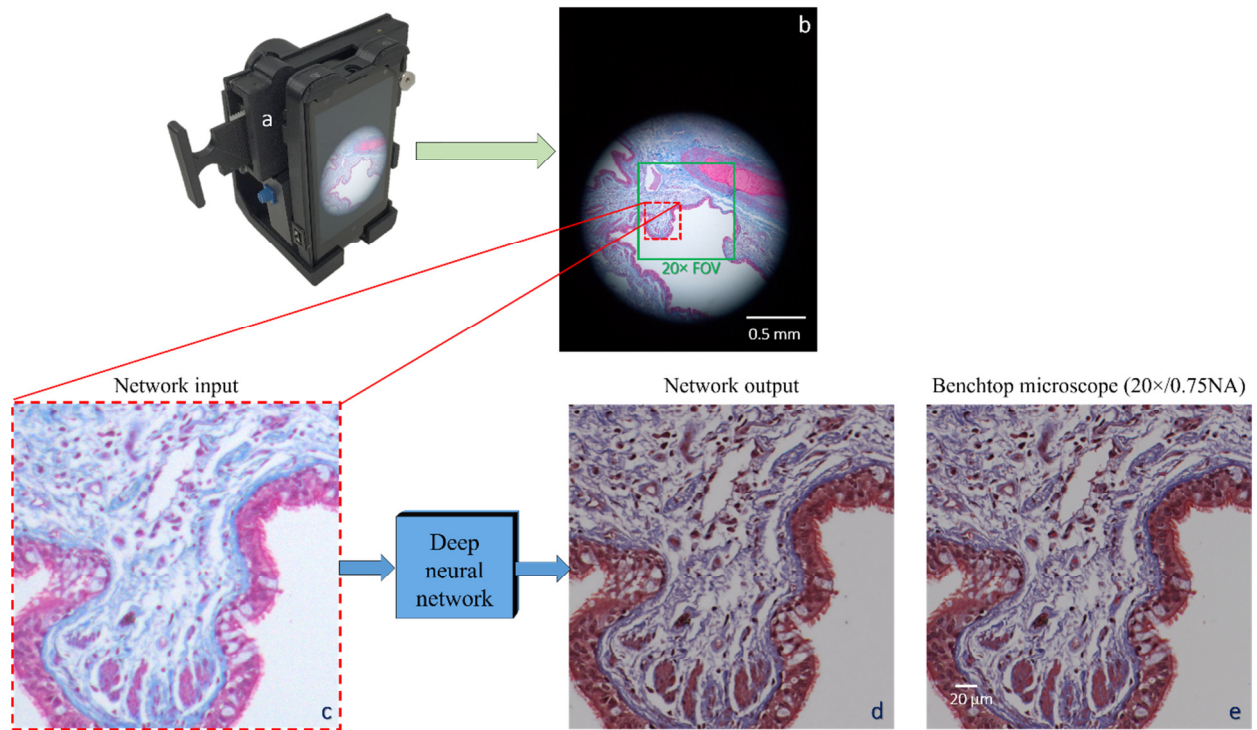 a
b
20× FOV
0.5 mm
Network input
Network output
Benchtop microscope (20×/0.75NA)
Deep
neural
network
20 µm
c
d
e